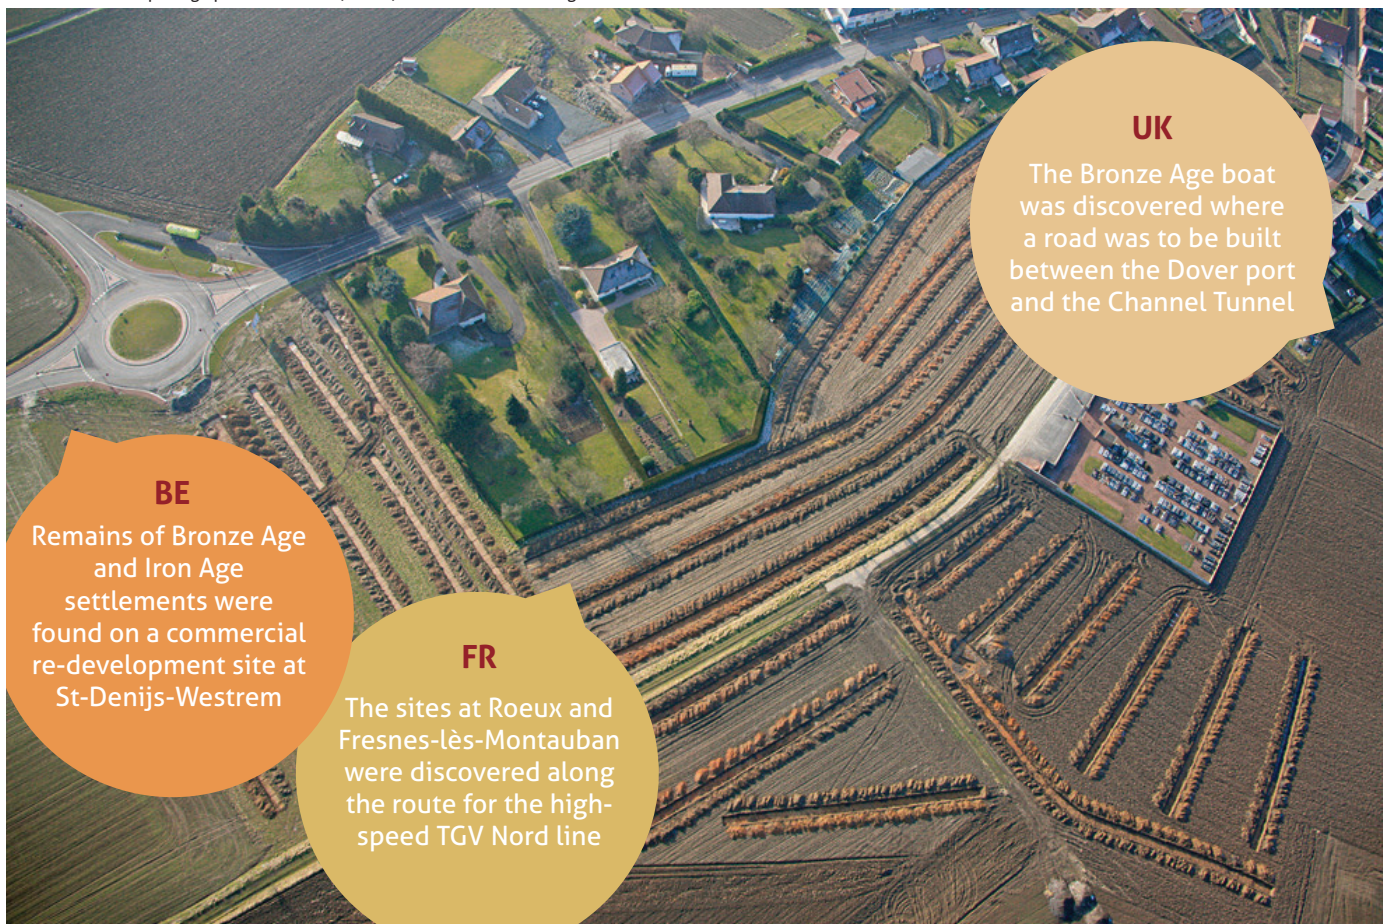 UK
The Bronze Age boat
was discovered where
a road was to be built
between the Dover port
and the Channel Tunnel
BE
Remains of Bronze Age
and Iron Age
settlements were
found on a commercial
re-development site at
St-Denijs-Westrem
FR
The sites at Roeux and
Fresnes-lès-Montauban
were discovered along
the route for the high-
speed TGV Nord line